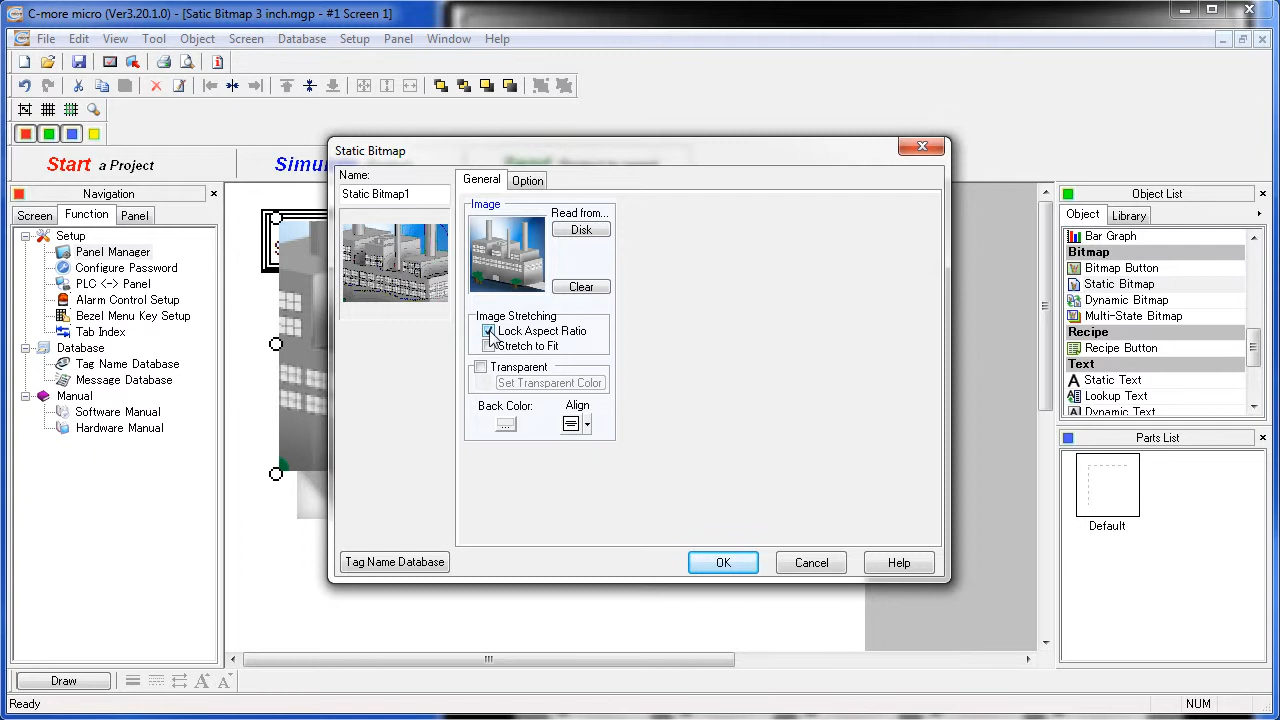 C-more micro (Ver3.20.1.0) - [Satic Bitmap 3 inch.mgp - #1 Screen 1]
File Edit View Tool Object Screen Database Setup Panel Window Help
Start a Project
Navigation
Screen Function Panel
Setup
Panel Manager
Configure Password
PLC <-> Panel
Alarm Control Setup
Bezel Menu Key Setup
Tab Index
Database
Tag Name Database
Message Database
Manual
Software Manual
Hardware Manual
Static Bitmap
Name:
Static Bitmap1
General Option
Image
Read from...
Disk
Clear
Image Stretching
Lock Aspect Ratio
Stretch to Fit
Transparent
Set Transparent Color
Back Color:
Align
....
Tag Name Database
OK Cancel Help
Object List
Object Library
Bar Graph
Bitmap
Bitmap Button
Static Bitmap
Dynamic Bitmap
Multi-State Bitmap
Recipe
Recipe Button
Text
Static Text
Lookup Text
Dynamic Text
Parts List
Default
Draw
Ready
NUM